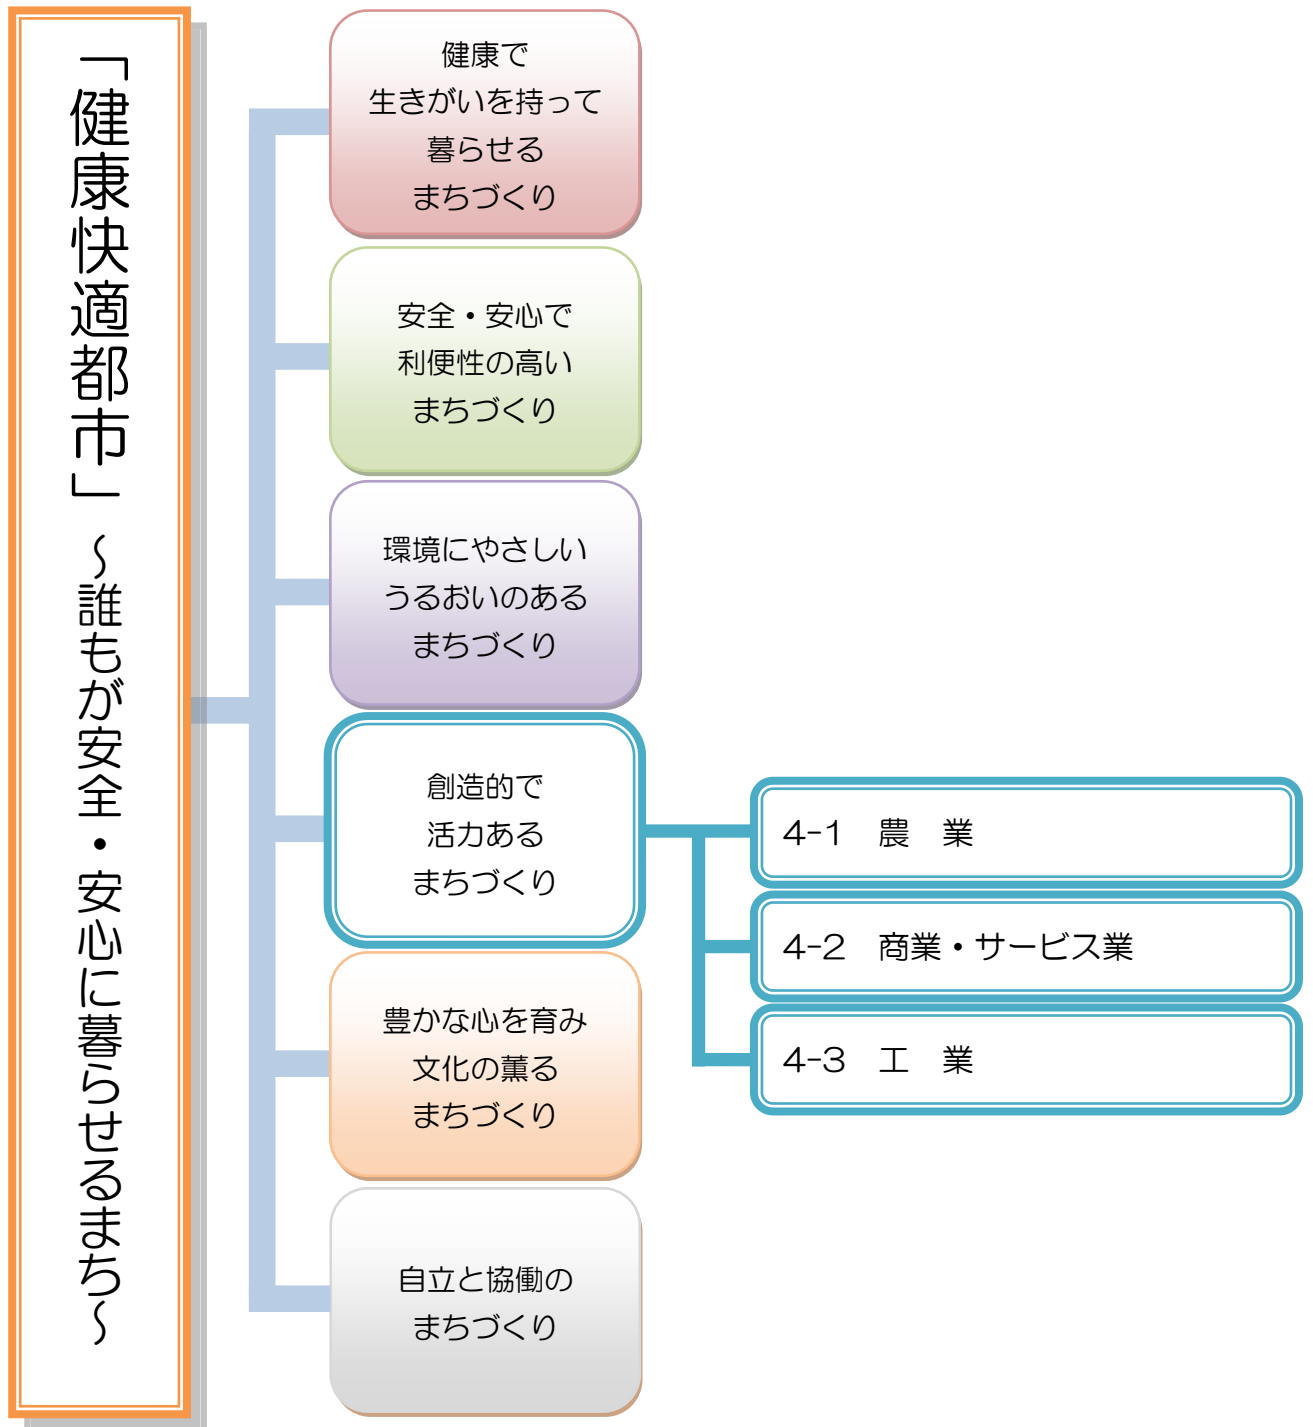 「健康快適都市」～誰もが安全・安心に暮らせるまち～
健康で
生きがいを持って
暮らせる
まちづくり
安全・安心で
利便性の高い
まちづくり
環境にやさしい
うるおいのある
まちづくり
創造的で
活力ある
まちづくり
4-1　農　業
4-2　商業・サービス業
4-3　工　業
豊かな心を育み
文化の薫る
まちづくり
自立と協働の
まちづくり